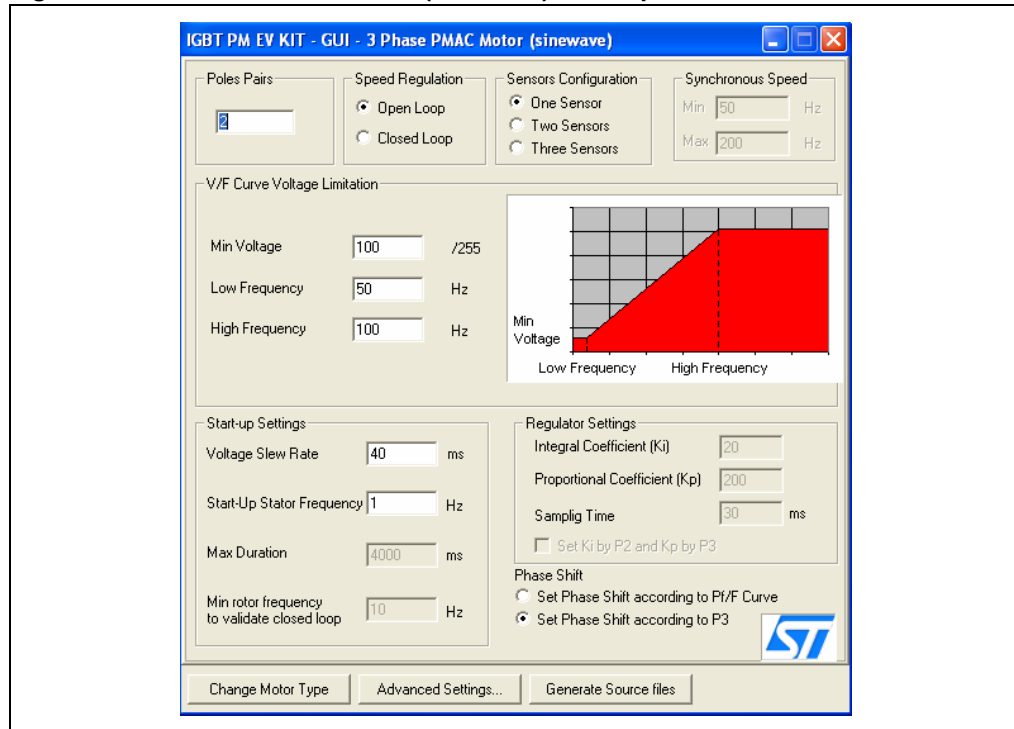 IGBT PM EV KIT - GUI - 3 Phase PMAC Motor (sinewave)
Poles Pairs
2
Speed Regulation
Open Loop
Closed Loop
Sensors Configuration
One Sensor
Two Sensors
Three Sensors
Synchronous Speed
Min 50 Hz
Max 200 Hz
V/F Curve Voltage Limitation
Min Voltage 100 /255
Low Frequency 50 Hz
High Frequency 100 Hz
Min
Voltage
Low Frequency High Frequency
Start-up Settings
Voltage Slew Rate 40 ms
Start-Up Stator Frequency 1 Hz
Max Duration 4000 ms
Min rotor frequency
to validate closed loop 10 Hz
Regulator Settings
Integral Coefficient (Ki) 20
Proportional Coefficient (Kp) 200
Samplig Time 30 ms
Set Ki by P2 and Kp by P3
Phase Shift
Set Phase Shift according to Pf/F Curve
Set Phase Shift according to P3
ST
Change Motor Type
Advanced Settings...
Generate Source files